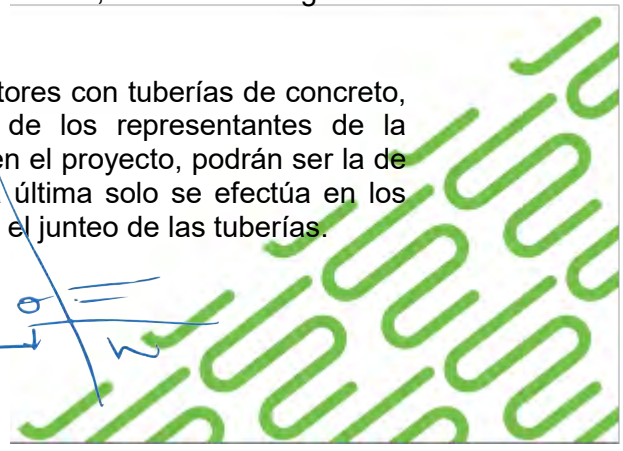 tores con tuberías de concreto,
de los representantes de la
en el proyecto, podrán ser la de
última solo se efectúa en los
el junteo de las tuberías.